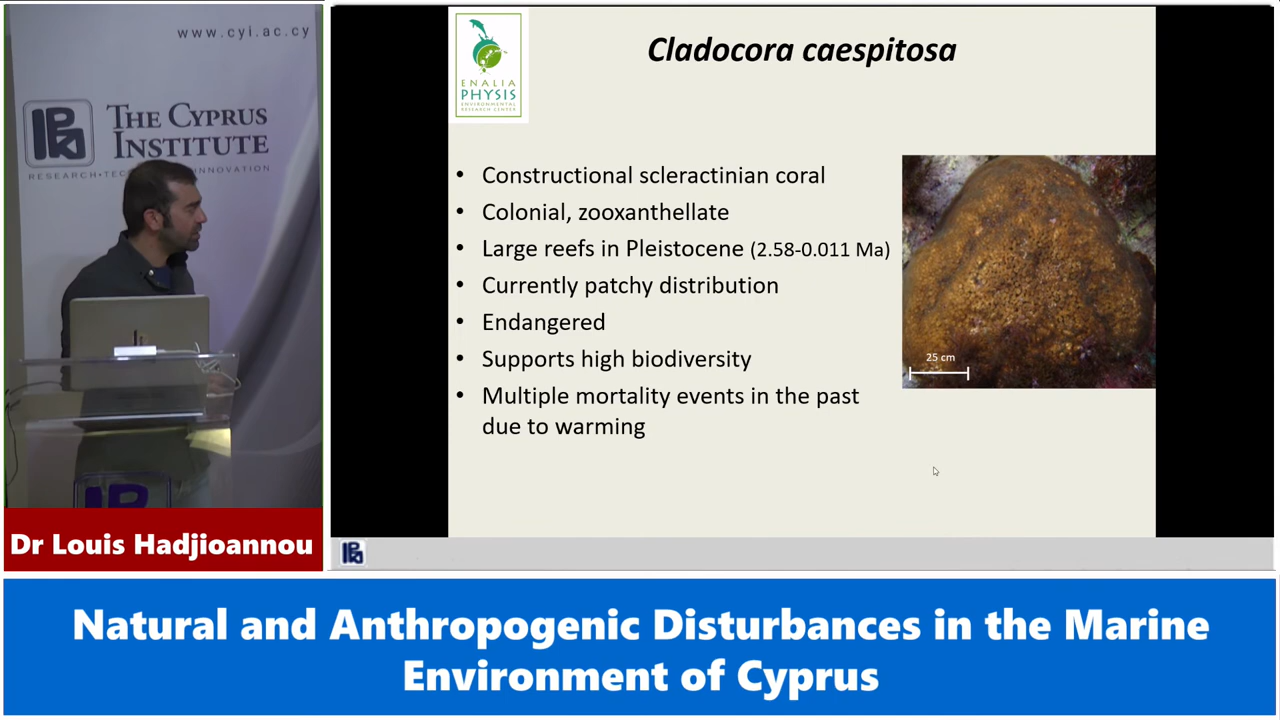 www.cyi.ac.cy
THE CYPRUS
INSTITUTE
ENALIA
PHYSIS
ENVIRONMENTAL
RESEARCH CENTER
Cladocora caespitosa
• Constructional scleractinian coral
• Colonial, zooxanthellate
• Large reefs in Pleistocene (2.58-0.011 Ma)
• Currently patchy distribution
• Endangered
• Supports high biodiversity
• Multiple mortality events in the past
due to warming
25 cm
Dr Louis Hadjioannou
Natural and Anthropogenic Disturbances in the Marine
Environment of Cyprus